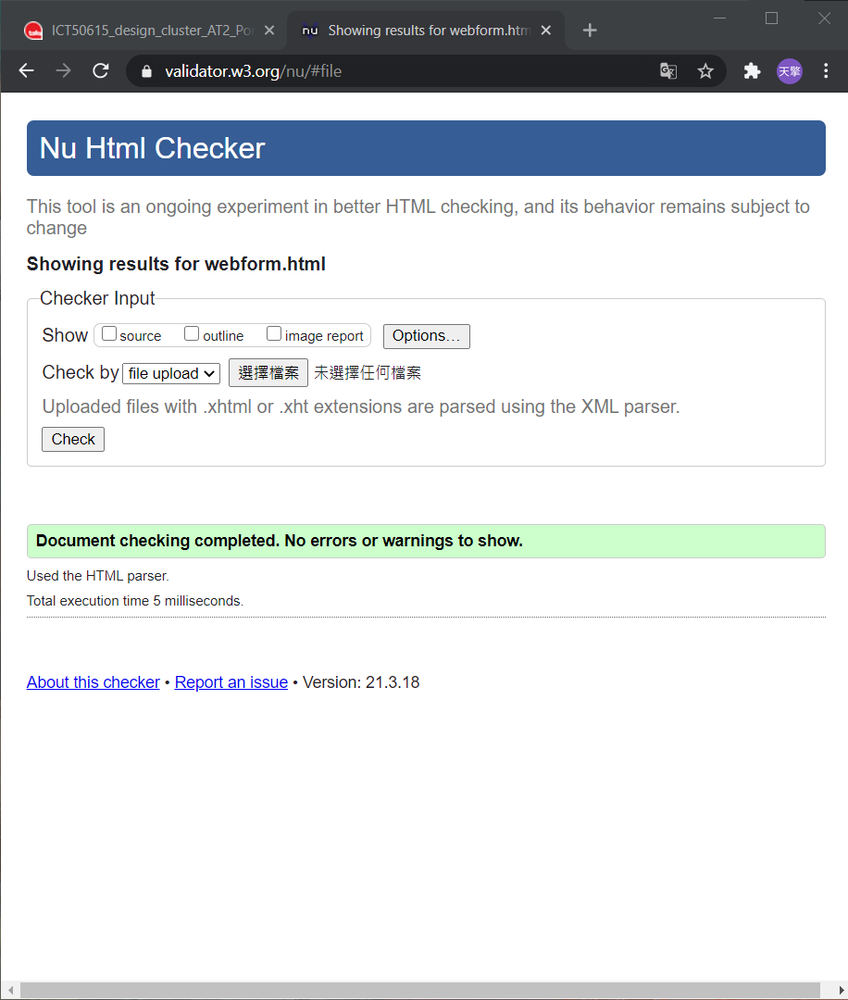 ICT50615_design_cluster_AT2_Por
nu Showing results for webform.htm
validator.w3.org/nu/#file
天擎
Nu Html Checker
This tool is an ongoing experiment in better HTML checking, and its behavior remains subject to
change
Showing results for webform.html
Checker Input
Show source outline image report Options...
Check by file upload 選擇檔案 未選擇任何檔案
Uploaded files with .xhtml or .xht extensions are parsed using the XML parser.
Check
Document checking completed. No errors or warnings to show.
Used the HTML parser.
Total execution time 5 milliseconds.
About this checker • Report an issue • Version: 21.3.18